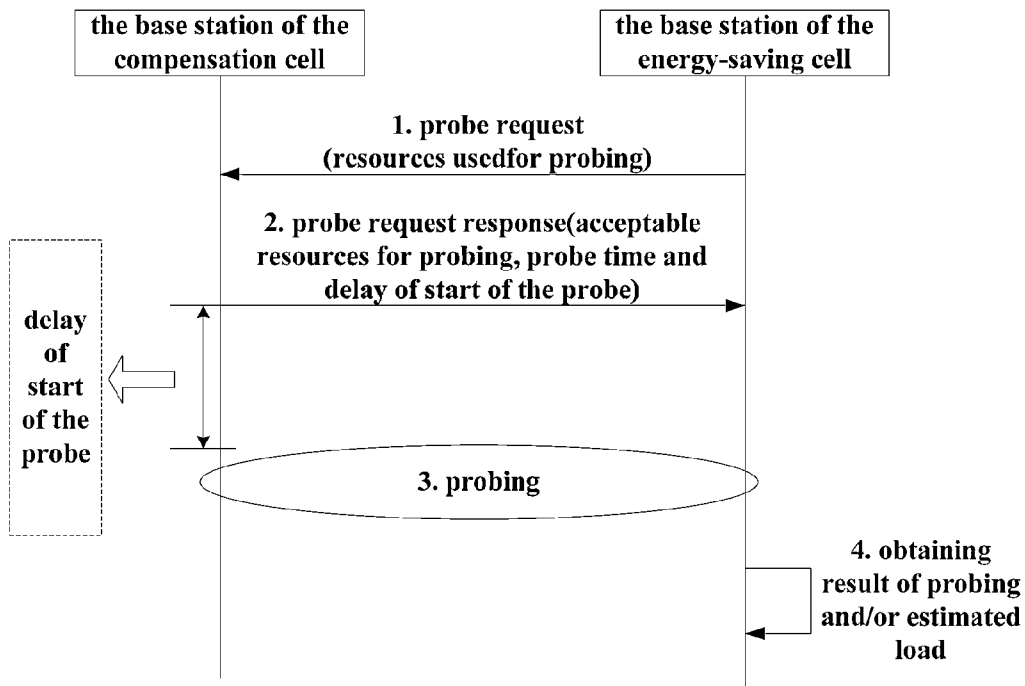 the base station of the
compensation cell
the base station of the
energy-saving cell
1. probe request
(resources usedfor probing)
2. probe request response(acceptable
resources for probing, probe time and
delay of start of the probe)
delay
of
start
of the
probe
3. probing
4. obtaining
result of probing
and/or estimated
load